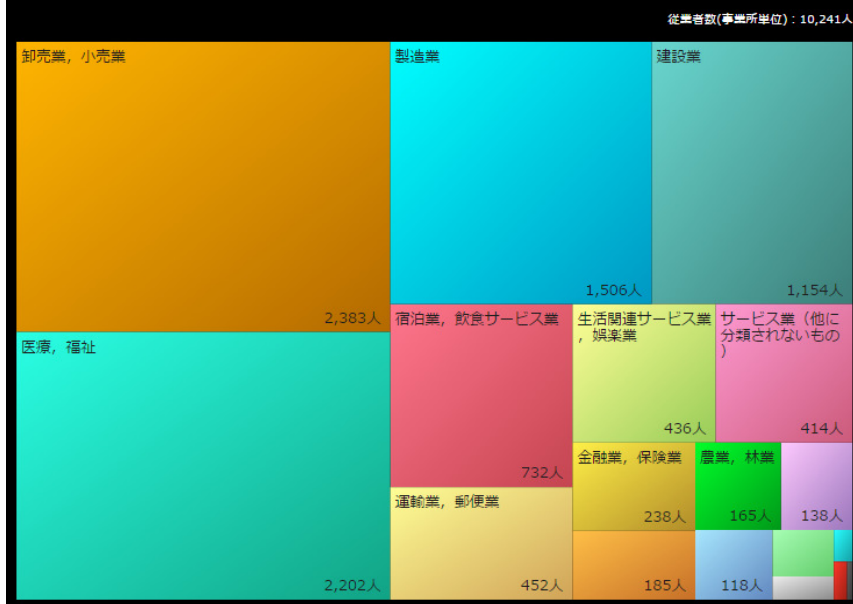 従業者数(事業所単位)：10,241人
卸売業, 小売業
2,383人
製造業
1,506人
建設業
1,154人
医療, 福祉
2,202人
宿泊業, 飲食サービス業
732人
生活関連サービス業
, 娯楽業
436人
サービス業（他に
分類されないもの
）
414人
運輸業, 郵便業
452人
金融業, 保険業
238人
農業, 林業
165人
138人
185人
118人